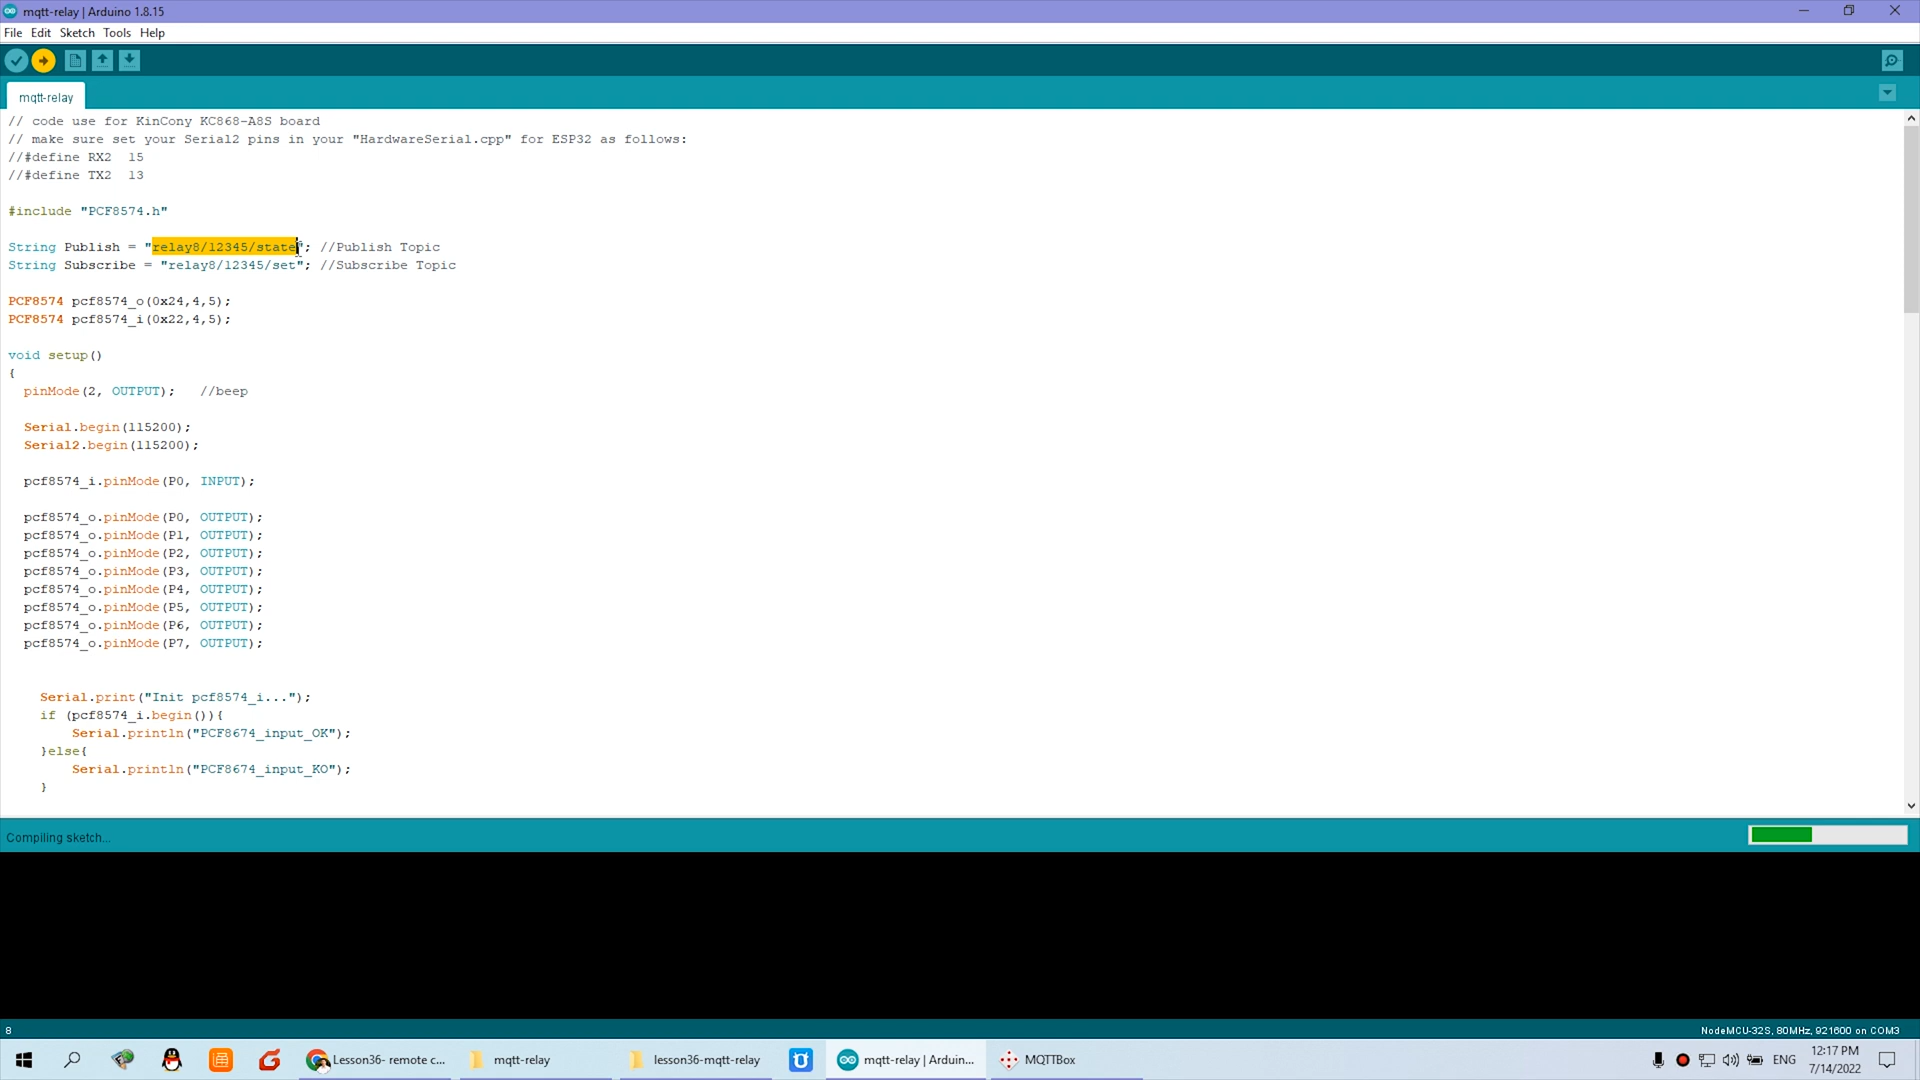 mqtt-relay | Arduino 1.8.15
File Edit Sketch Tools Help
mqtt-relay
// code use for KinCony KC868-A8S board
// make sure set your Serial2 pins in your "HardwareSerial.cpp" for ESP32 as follows:
//#define RX2  15
//#define TX2  13
#include "PCF8574.h"
String Publish = "relay8/12345/state"; //Publish Topic
String Subscribe = "relay8/12345/set"; //Subscribe Topic
PCF8574 pcf8574_o(0x24,4,5);
PCF8574 pcf8574_i(0x22,4,5);
void setup()
{
pinMode(2, OUTPUT);   //beep
Serial.begin(115200);
Serial2.begin(115200);
pcf8574_i.pinMode(P0, INPUT);
pcf8574_o.pinMode(P0, OUTPUT);
pcf8574_o.pinMode(P1, OUTPUT);
pcf8574_o.pinMode(P2, OUTPUT);
pcf8574_o.pinMode(P3, OUTPUT);
pcf8574_o.pinMode(P4, OUTPUT);
pcf8574_o.pinMode(P5, OUTPUT);
pcf8574_o.pinMode(P6, OUTPUT);
pcf8574_o.pinMode(P7, OUTPUT);
Serial.print("Init pcf8574_i...");
if (pcf8574_i.begin()){
Serial.println("PCF8674_input_OK");
}else{
Serial.println("PCF8674_input_KO");
}
Compiling sketch...
8
NodeMCU-32S, 80MHz, 921600 on COM3
Lesson36- remote c...
mqtt-relay
lesson36-mqtt-relay
mqtt-relay | Arduin...
MQTTBox
ENG
12:17 PM
7/14/2022